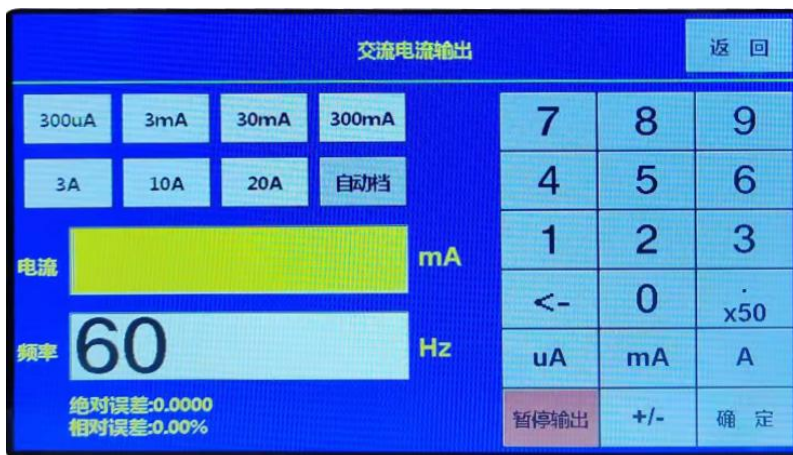 交流电流输出
返 回
300uA 3mA 30mA 300mA
3A 10A 20A 自动档
电流 mA
频率 60 Hz
绝对误差:0.0000
相对误差:0.00%
7 8 9
4 5 6
1 2 3
<- 0 .
x50
uA mA A
暂停输出 +/- 确 定